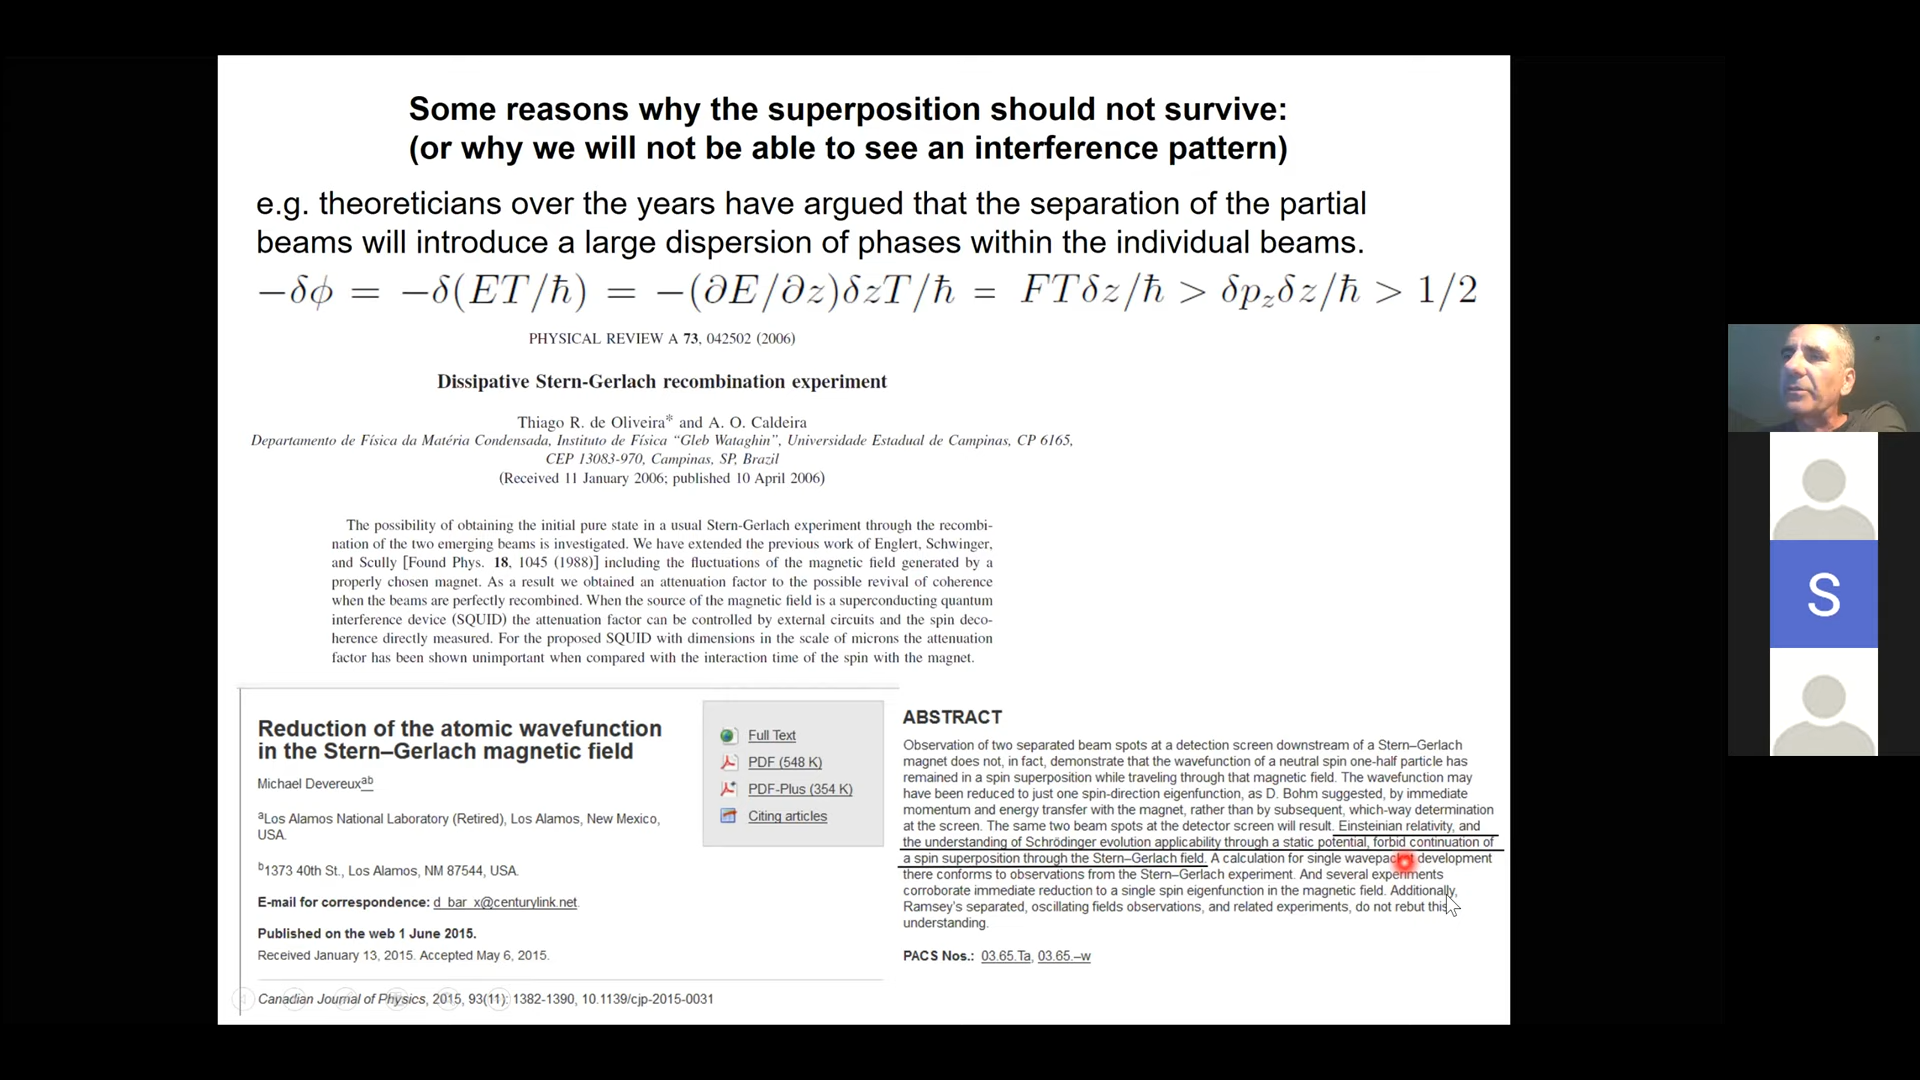 Some reasons why the superposition should not survive:
(or why we will not be able to see an interference pattern)
e.g. theoreticians over the years have argued that the separation of the partial
beams will introduce a large dispersion of phases within the individual beams.
−δϕ = −δ(ET/ħ) = −(∂E/∂z)δzT/ħ = FTδz/ħ > δp_zδz/ħ > 1/2
PHYSICAL REVIEW A 73, 042502 (2006)
Dissipative Stern-Gerlach recombination experiment
Thiago R. de Oliveira* and A. O. Caldeira
Departamento de Física da Matéria Condensada, Instituto de Física “Gleb Wataghin”, Universidade Estadual de Campinas, CP 6165,
CEP 13083-970, Campinas, SP, Brazil
(Received 11 January 2006; published 10 April 2006)
The possibility of obtaining the initial pure state in a usual Stern-Gerlach experiment through the recombi-
nation of the two emerging beams is investigated. We have extended the previous work of Englert, Schwinger,
and Scully [Found Phys. 18, 1045 (1988)] including the fluctuations of the magnetic field generated by a
properly chosen magnet. As a result we obtained an attenuation factor to the possible revival of coherence
when the beams are perfectly recombined. When the source of the magnetic field is a superconducting quantum
interference device (SQUID) the attenuation factor can be controlled by external circuits and the spin deco-
herence directly measured. For the proposed SQUID with dimensions in the scale of microns the attenuation
factor has been shown unimportant when compared with the interaction time of the spin with the magnet.
Reduction of the atomic wavefunction
in the Stern–Gerlach magnetic field
Michael Devereux ab
a Los Alamos National Laboratory (Retired), Los Alamos, New Mexico,
USA.
b 1373 40th St., Los Alamos, NM 87544, USA.
E-mail for correspondence: d_bar_x@centurylink.net.
Published on the web 1 June 2015.
Received January 13, 2015. Accepted May 6, 2015.
Canadian Journal of Physics, 2015, 93(11): 1382-1390, 10.1139/cjp-2015-0031
Full Text
PDF (548 K)
PDF-Plus (354 K)
Citing articles
ABSTRACT
Observation of two separated beam spots at a detection screen downstream of a Stern–Gerlach
magnet does not, in fact, demonstrate that the wavefunction of a neutral spin one-half particle has
remained in a spin superposition while traveling through that magnetic field. The wavefunction may
have been reduced to just one spin-direction eigenfunction, as D. Bohm suggested, by immediate
momentum and energy transfer with the magnet, rather than by subsequent, which-way determination
at the screen. The same two beam spots at the detector screen will result. Einsteinian relativity, and
the understanding of Schrödinger evolution applicability through a static potential, forbid continuation of
a spin superposition through the Stern–Gerlach field. A calculation for single wavepacket development
there conforms to observations from the Stern–Gerlach experiment. And several experiments
corroborate immediate reduction to a single spin eigenfunction in the magnetic field. Additionally,
Ramsey's separated, oscillating fields observations, and related experiments, do not rebut this
understanding.
PACS Nos.: 03.65.Ta, 03.65.–w
S